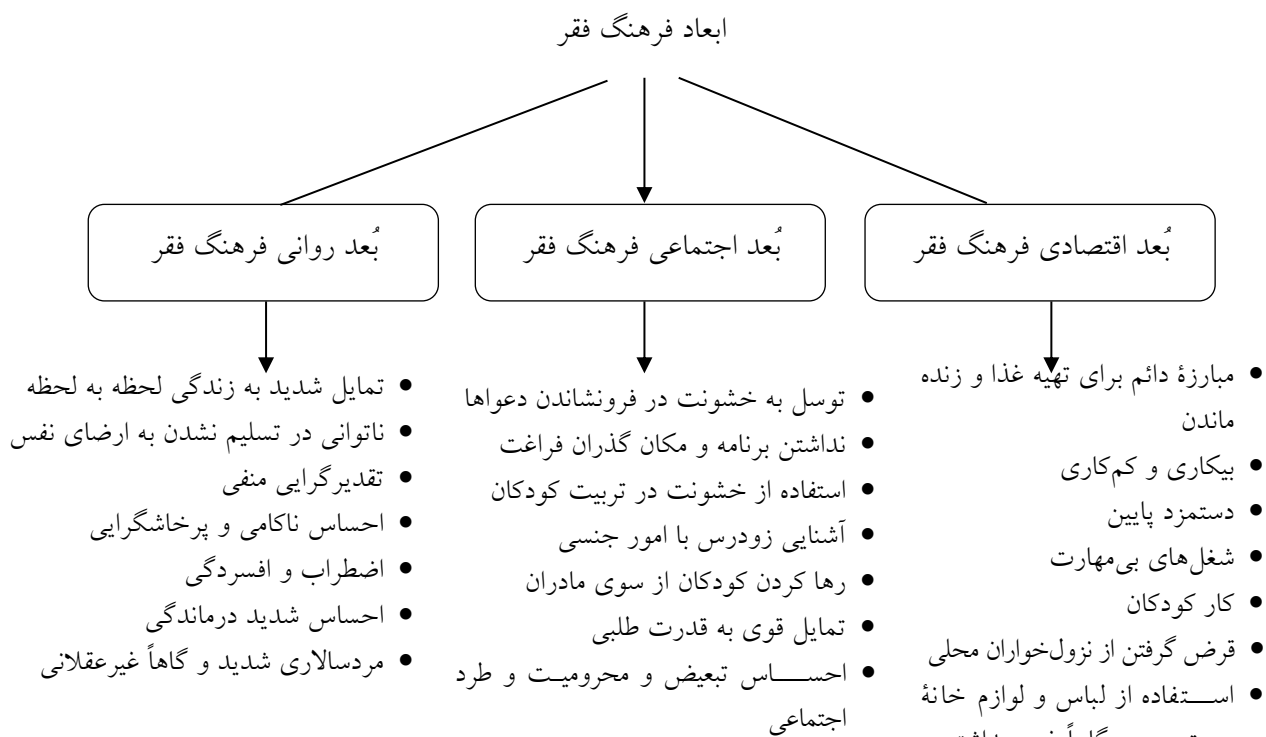 ابعاد فرهنگ فقر
بُعد اقتصادی فرهنگ فقر
بُعد اجتماعی فرهنگ فقر
بُعد روانی فرهنگ فقر
• مبارزهٔ دائم برای تهیه غذا و زنده
ماندن
• بیکاری و کم‌کاری
• دستمزد پایین
• شغل‌های بی‌مهارت
• کار کودکان
• قرض گرفتن از نزول‌خواران محلی
• استفاده از لباس و لوازم خانهٔ
• توسل به خشونت در فرونشاندن دعواها
• نداشتن برنامه و مکان گذران فراغت
• استفاده از خشونت در تربیت کودکان
• آشنایی زودرس با امور جنسی
• رها کردن کودکان از سوی مادران
• تمایل قوی به قدرت طلبی
• احساس تبعیض و محرومیت و طرد
اجتماعی
• تمایل شدید به زندگی لحظه به لحظه
• ناتوانی در تسلیم نشدن به ارضای نفس
• تقدیرگرایی منفی
• احساس ناکامی و پرخاشگرایی
• اضطراب و افسردگی
• احساس شدید درماندگی
• مردسالاری شدید و گاهاً غیرعقلانی